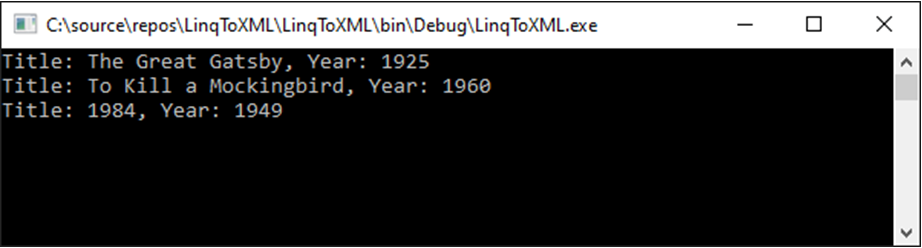 C:\source\repos\LinqToXML\LinqToXML\bin\Debug\LinqToXML.exe
Title: The Great Gatsby, Year: 1925
Title: To Kill a Mockingbird, Year: 1960
Title: 1984, Year: 1949